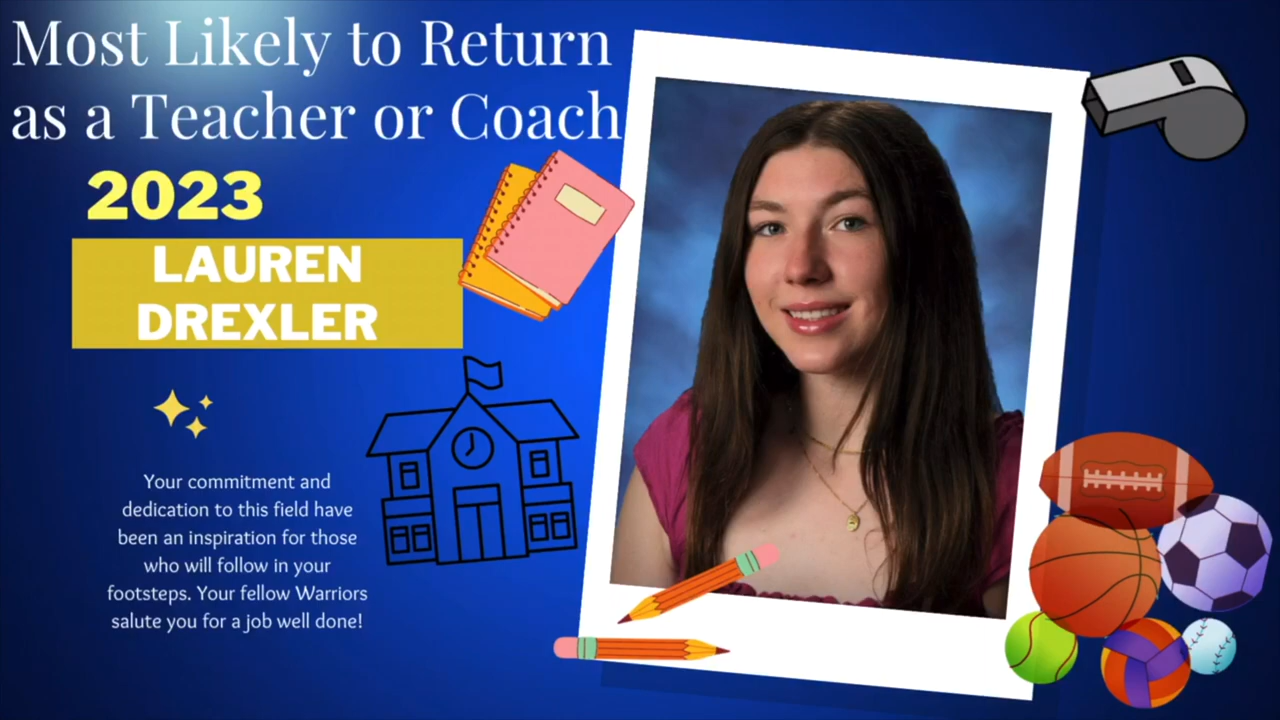 Most Likely to Return
as a Teacher or Coach
2023
LAUREN
DREXLER
Your commitment and
dedication to this field have
been an inspiration for those
who will follow in your
footsteps. Your fellow Warriors
salute you for a job well done!